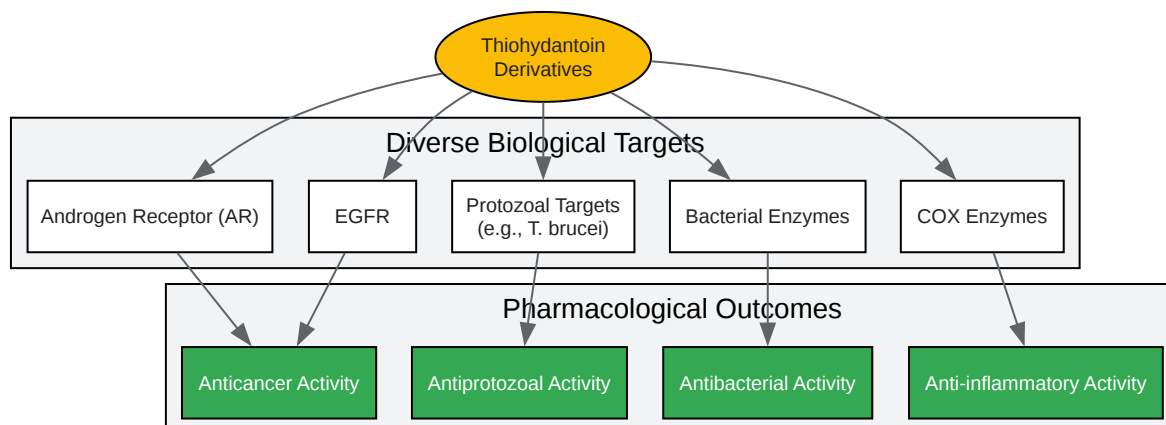 Thiohydantoin
Derivatives
Diverse Biological Targets
Androgen Receptor (AR)
EGFR
Protozoal Targets
(e.g., T. brucei)
Bacterial Enzymes
COX Enzymes
Pharmacological Outcomes
Anticancer Activity
Antiprotozoal Activity
Antibacterial Activity
Anti-inflammatory Activity